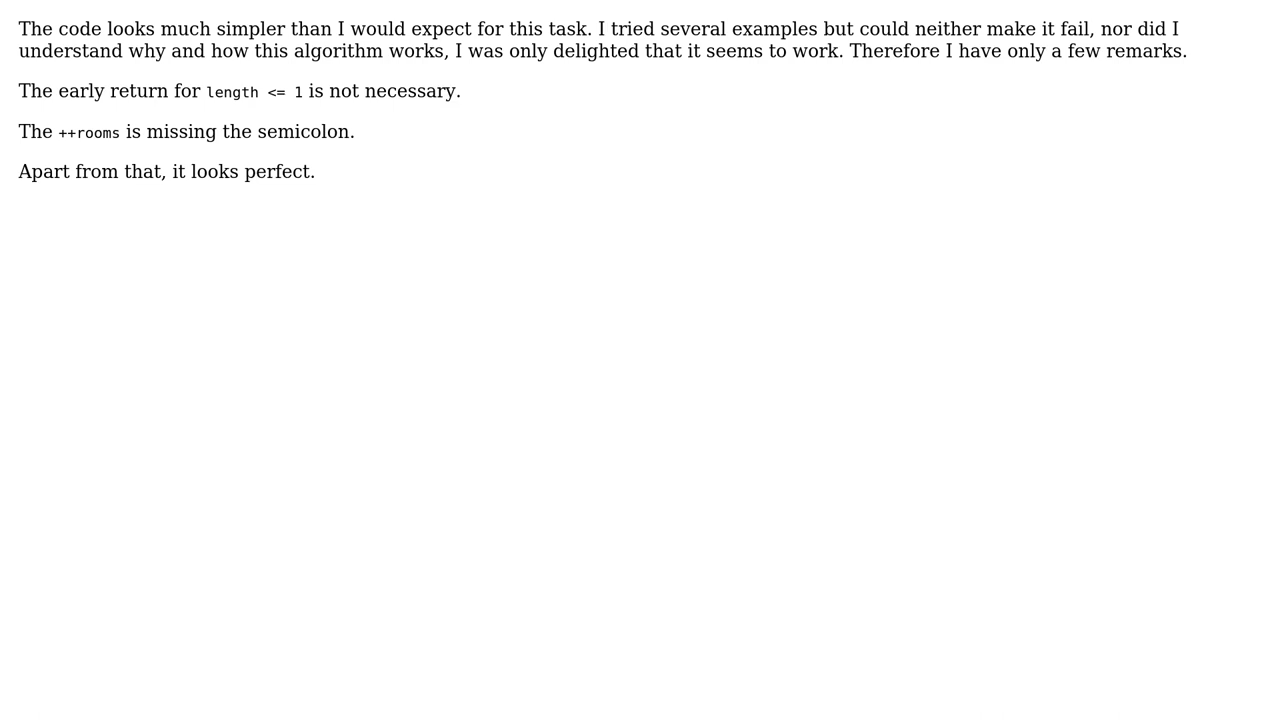 The code looks much simpler than I would expect for this task. I tried several examples but could neither make it fail, nor did I
understand why and how this algorithm works, I was only delighted that it seems to work. Therefore I have only a few remarks.
The early return for length <= 1 is not necessary.
The ++rooms is missing the semicolon.
Apart from that, it looks perfect.